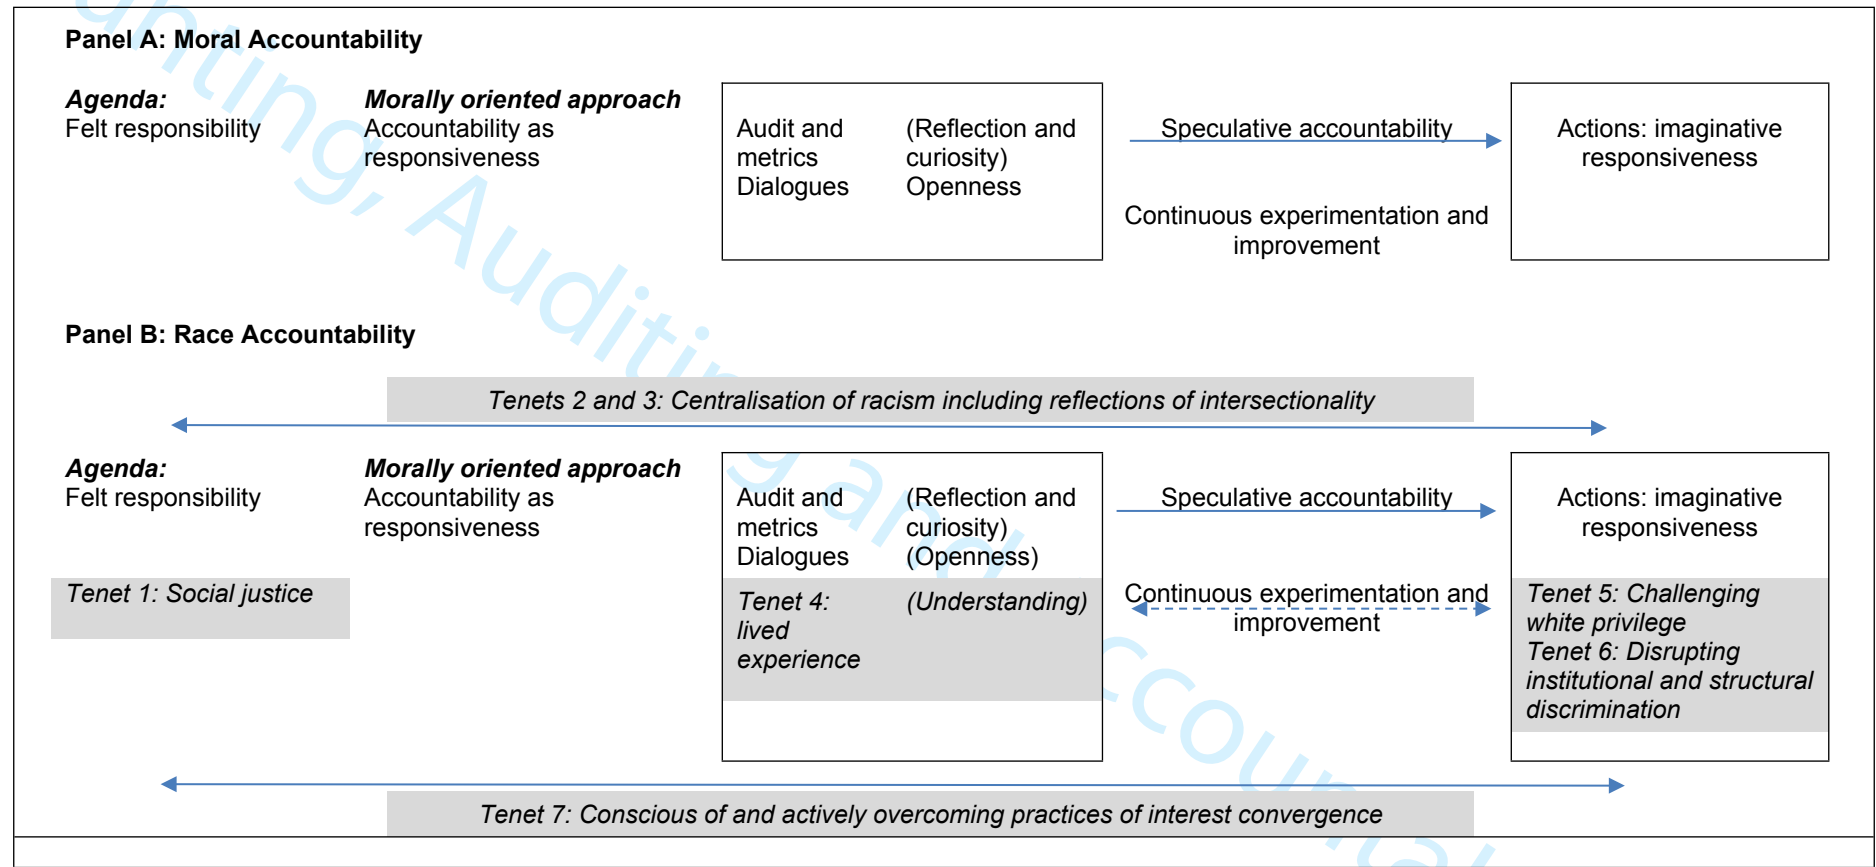 Panel A: Moral Accountability
Agenda:
Felt responsibility
Morally oriented approach
Accountability as
responsiveness
Audit and
metrics
Dialogues
(Reflection and
curiosity)
Openness
Speculative accountability
Continuous experimentation and
improvement
Actions: imaginative
responsiveness
Panel B: Race Accountability
Tenets 2 and 3: Centralisation of racism including reflections of intersectionality
Agenda:
Felt responsibility
Tenet 1: Social justice
Morally oriented approach
Accountability as
responsiveness
Audit and
metrics
Dialogues
(Reflection and
curiosity)
(Openness)
Tenet 4:
lived
experience
(Understanding)
Speculative accountability
Continuous experimentation and
improvement
Actions: imaginative
responsiveness
Tenet 5: Challenging
white privilege
Tenet 6: Disrupting
institutional and structural
discrimination
Tenet 7: Conscious of and actively overcoming practices of interest convergence
unting, Auditing and Accountab